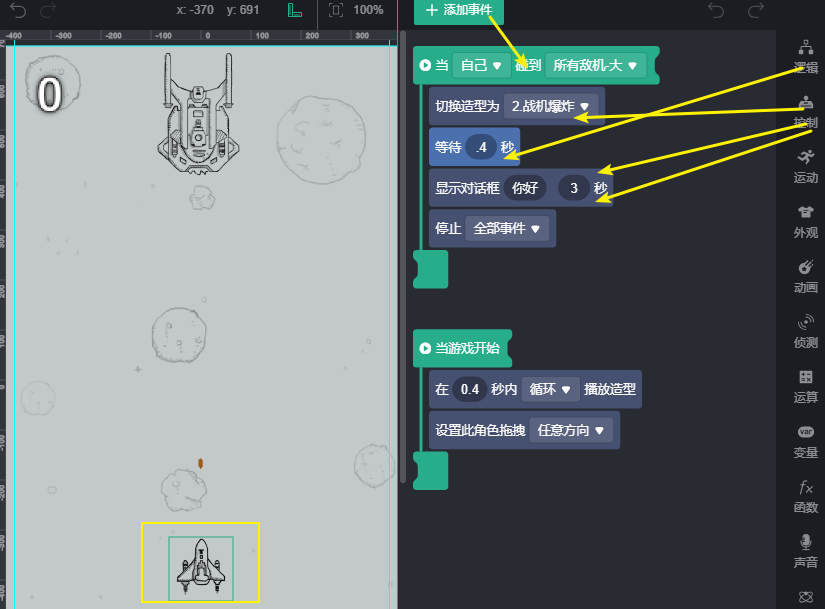 x: -370 y: 691
100%
添加事件
-400 -300 -200 -100 0 100 200 300
0
当 自己 碰到 所有敌机-大
切换造型为 2.战机爆炸
等待 .4 秒
显示对话框 你好 3 秒
停止 全部事件
当游戏开始
在 0.4 秒内 循环 播放造型
设置此角色拖拽 任意方向
逻辑
控制
运动
外观
动画
侦测
运算
var
变量
fx
函数
声音